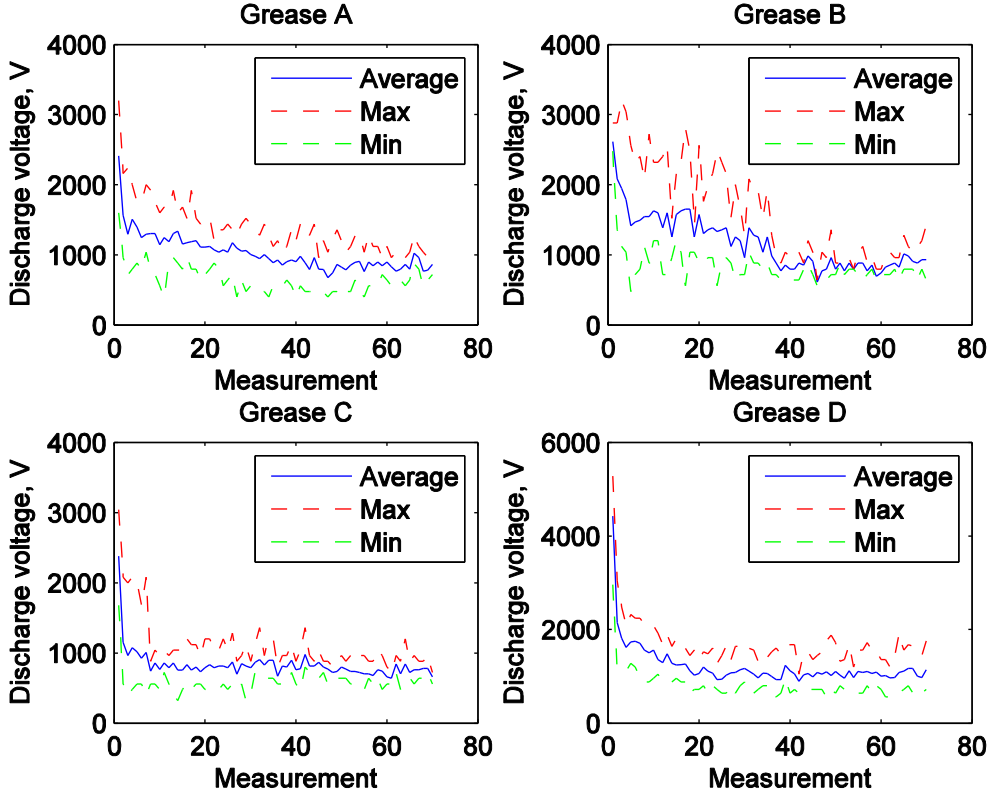 Grease A
Discharge voltage, V
4000
3000
2000
1000
0
0 20 40 60 80
Measurement
Average
Max
Min
Grease B
Discharge voltage, V
4000
3000
2000
1000
0
0 20 40 60 80
Measurement
Average
Max
Min
Grease C
Discharge voltage, V
4000
3000
2000
1000
0
0 20 40 60 80
Measurement
Average
Max
Min
Grease D
Discharge voltage, V
6000
4000
2000
0
0 20 40 60 80
Measurement
Average
Max
Min